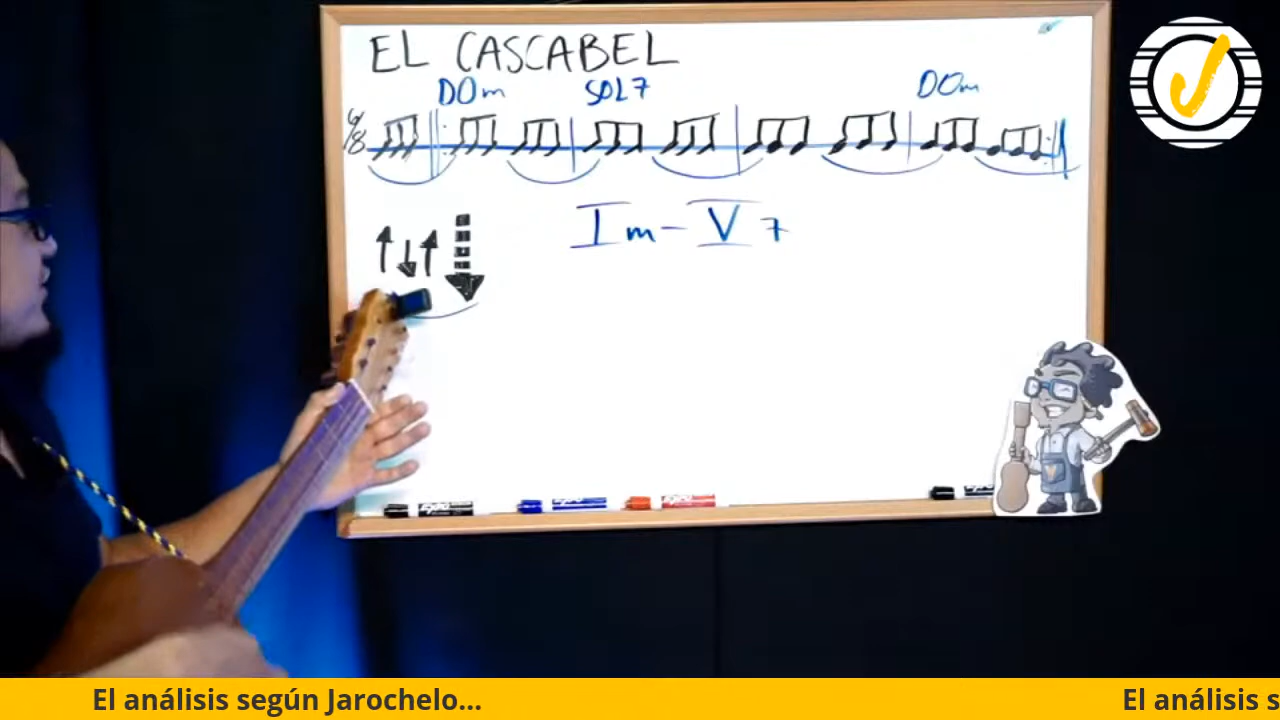 EL CASCABEL
DOm SOL7 DOm
6/8
Im - V7
EXPO EXPO EXPO
El análisis según Jarochelo... El análisis s